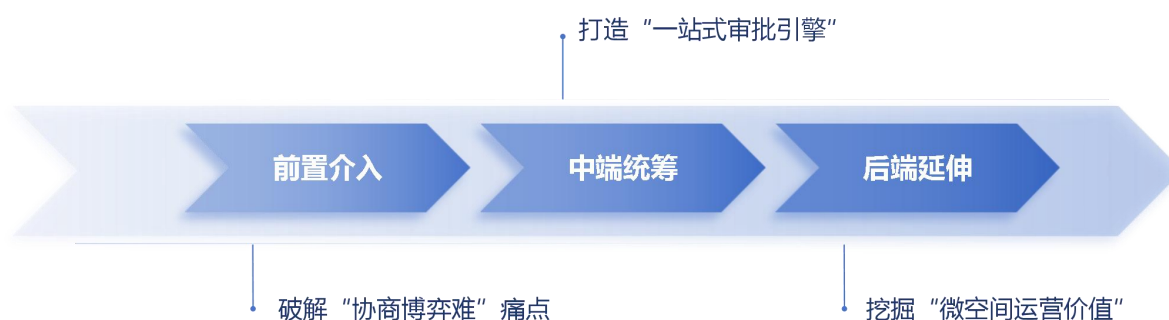 打造“一站式审批引擎”
前置介入
中端统筹
后端延伸
破解“协商博弈难”痛点
挖掘“微空间运营价值”